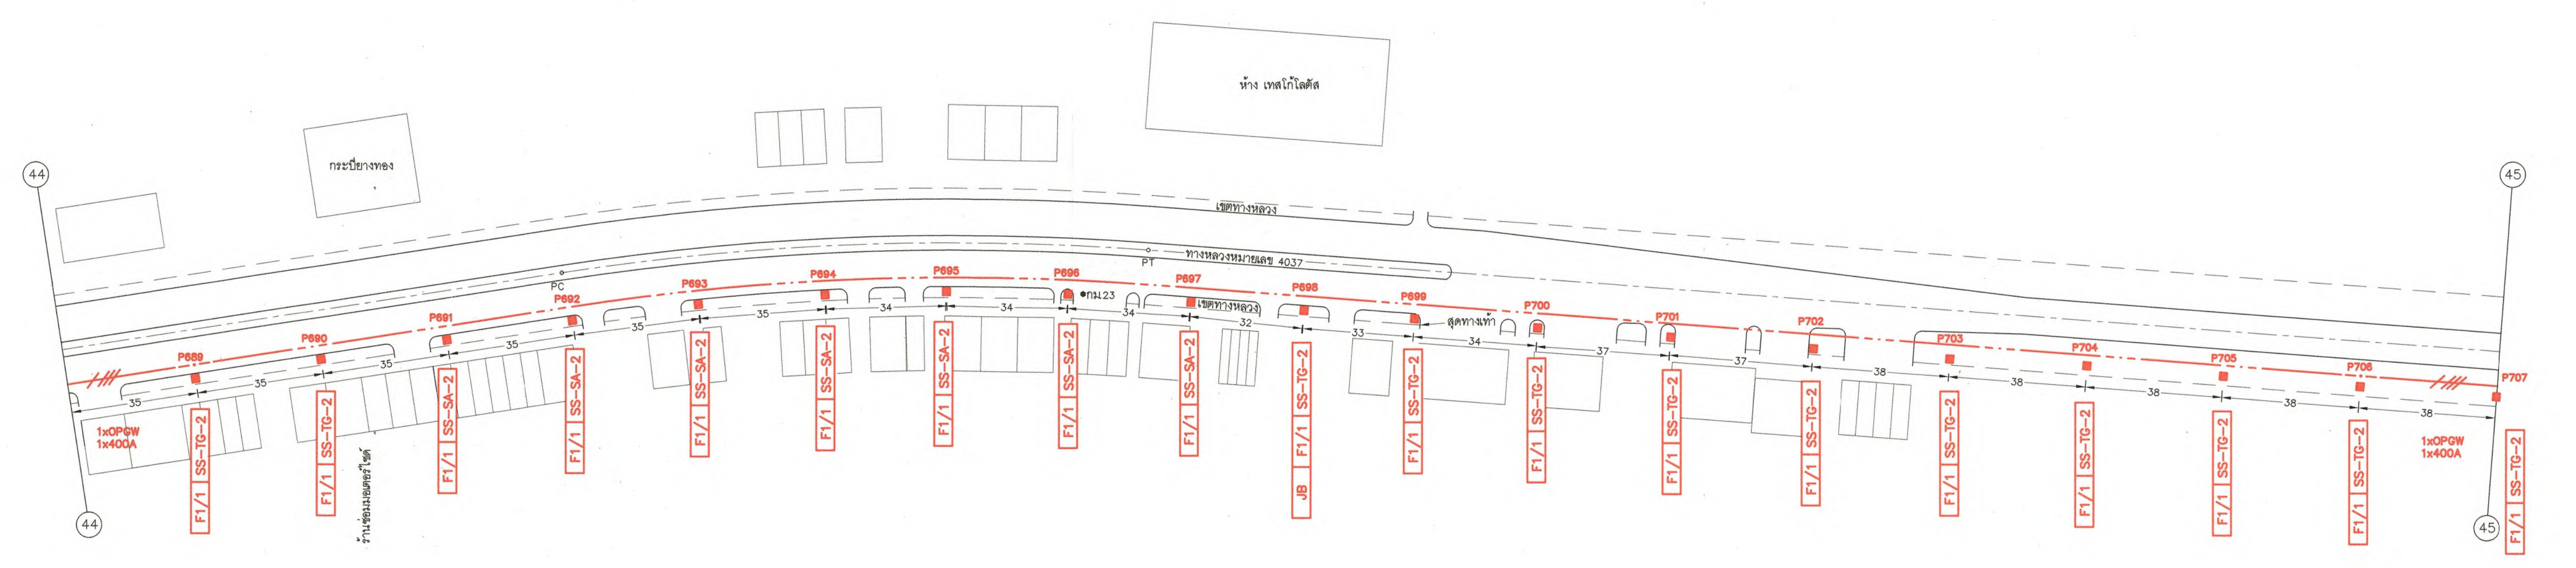 ห้าง เทสโก้โลตัส
กระบี่ยางทอง
44
45
เขตทางหลวง
ทางหลวงหมายเลข 4037
PC
PT
P689
P690
P691
P692
P693
P694
P695
P696
P697
P698
P699
P700
P701
P702
P703
P704
P705
P706
P707
กม.23
เขตทางหลวง
สุดทางเท้า
35
35
35
35
35
35
34
34
34
32
33
34
37
37
38
38
38
38
38
1xOPGW
1x400A
1xOPGW
1x400A
F1/1 SS-TG-2
F1/1 SS-TG-2
F1/1 SS-SA-2
F1/1 SS-SA-2
F1/1 SS-SA-2
F1/1 SS-SA-2
F1/1 SS-SA-2
F1/1 SS-SA-2
F1/1 SS-SA-2
JB F1/1 SS-TG-2
F1/1 SS-TG-2
F1/1 SS-TG-2
F1/1 SS-TG-2
F1/1 SS-TG-2
F1/1 SS-TG-2
F1/1 SS-TG-2
F1/1 SS-TG-2
F1/1 SS-TG-2
F1/1 SS-TG-2
ร้านซ่อมมอเตอร์ไซค์
44
45